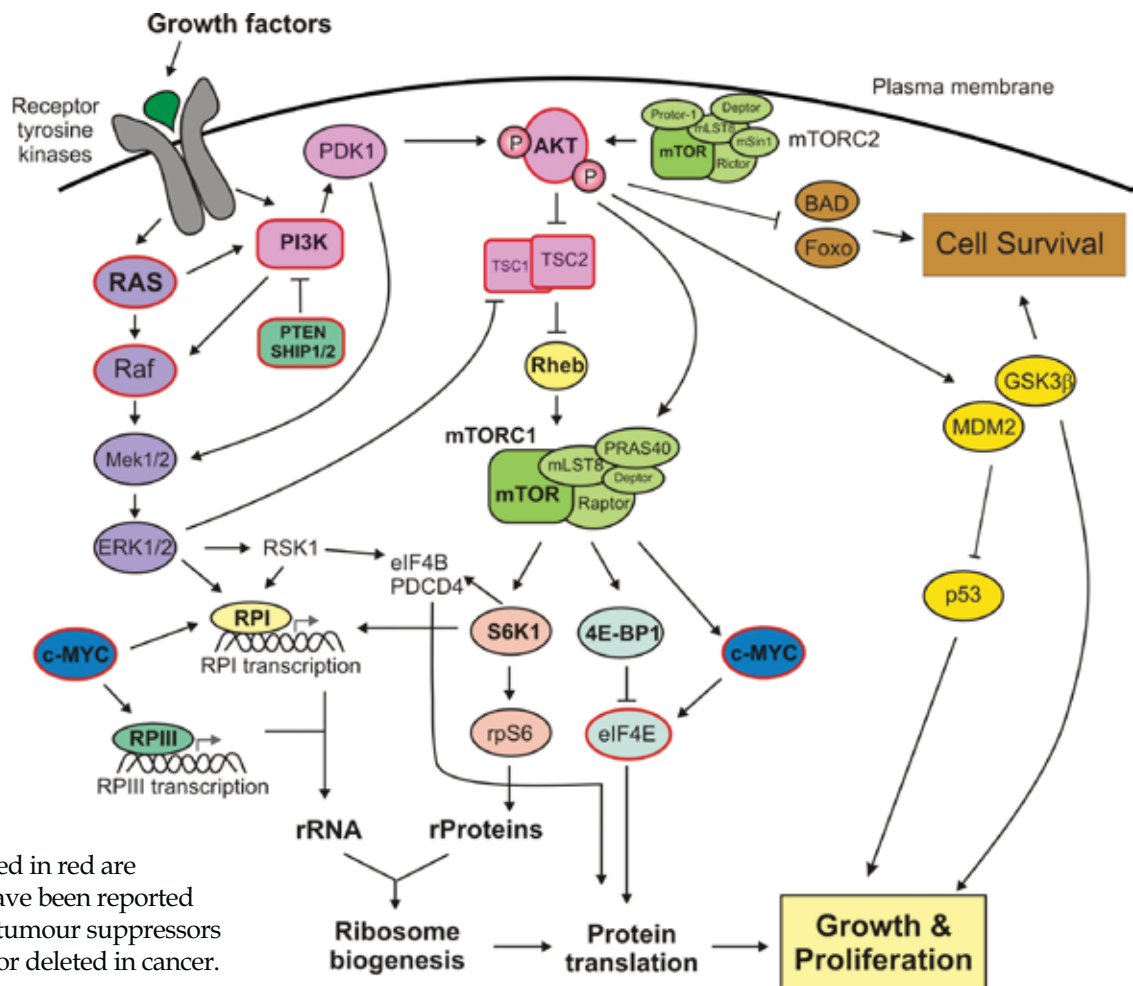 Growth factors
Receptor
tyrosine
kinases
Plasma membrane
PDK1
P
AKT
P
Protor-1
Deptor
mLST8
mSin1
mTOR
Rictor
mTORC2
BAD
Foxo
Cell Survival
PI3K
RAS
TSC1
TSC2
PTEN
SHIP1/2
Raf
Rheb
GSK3β
MDM2
mTORC1
PRAS40
mLST8
Deptor
mTOR
Raptor
Mek1/2
ERK1/2
RSK1
eIF4B
PDCD4
p53
RPI
S6K1
4E-BP1
c-MYC
c-MYC
RPI transcription
RPIII
rpS6
eIF4E
RPIII transcription
rRNA
rProteins
ed in red are
ave been reported
tumour suppressors
or deleted in cancer.
Ribosome
biogenesis
Protein
translation
Growth &
Proliferation